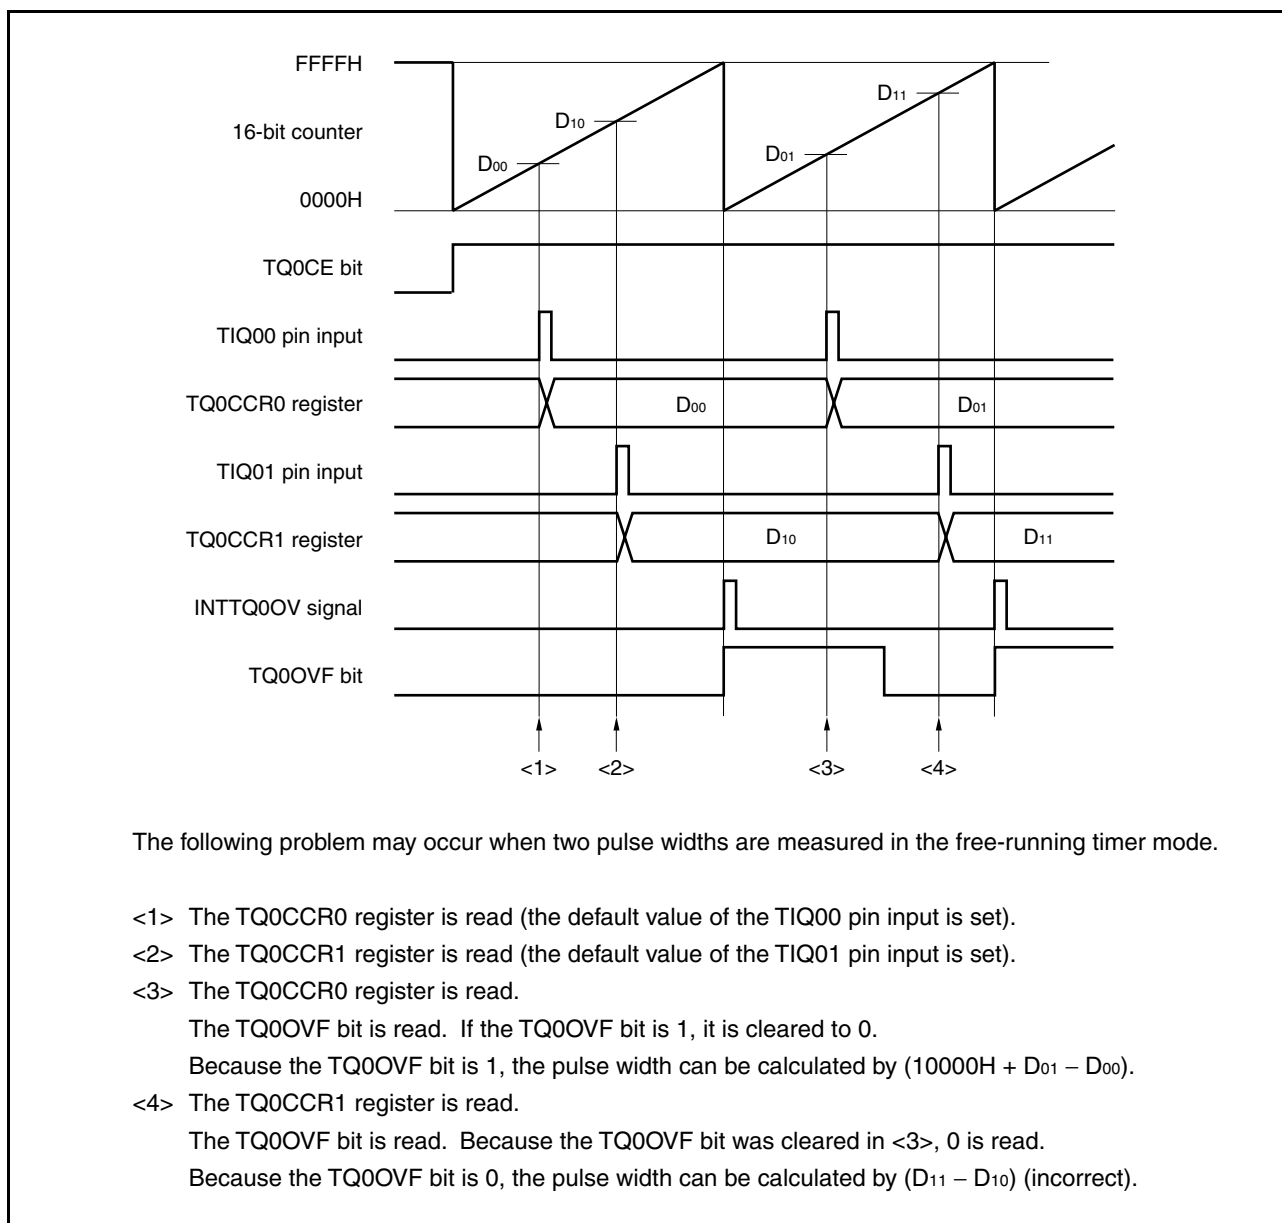 FFFFH
D11
D10
16-bit counter
D00
D01
0000H
TQ0CE bit
TIQ00 pin input
TQ0CCR0 register
D00
D01
TIQ01 pin input
TQ0CCR1 register
D10
D11
INTTQ0OV signal
TQ0OVF bit
<1>
<2>
<3>
<4>
The following problem may occur when two pulse widths are measured in the free-running timer mode.
<1> The TQ0CCR0 register is read (the default value of the TIQ00 pin input is set).
<2> The TQ0CCR1 register is read (the default value of the TIQ01 pin input is set).
<3> The TQ0CCR0 register is read.
The TQ0OVF bit is read. If the TQ0OVF bit is 1, it is cleared to 0.
Because the TQ0OVF bit is 1, the pulse width can be calculated by (10000H + D01 − D00).
<4> The TQ0CCR1 register is read.
The TQ0OVF bit is read. Because the TQ0OVF bit was cleared in <3>, 0 is read.
Because the TQ0OVF bit is 0, the pulse width can be calculated by (D11 − D10) (incorrect).